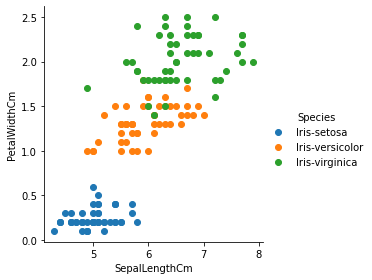 2.5
2.0
1.5
1.0
0.5
0.0
PetalWidthCm
5
6
7
8
SepalLengthCm
Species
Iris-setosa
Iris-versicolor
Iris-virginica